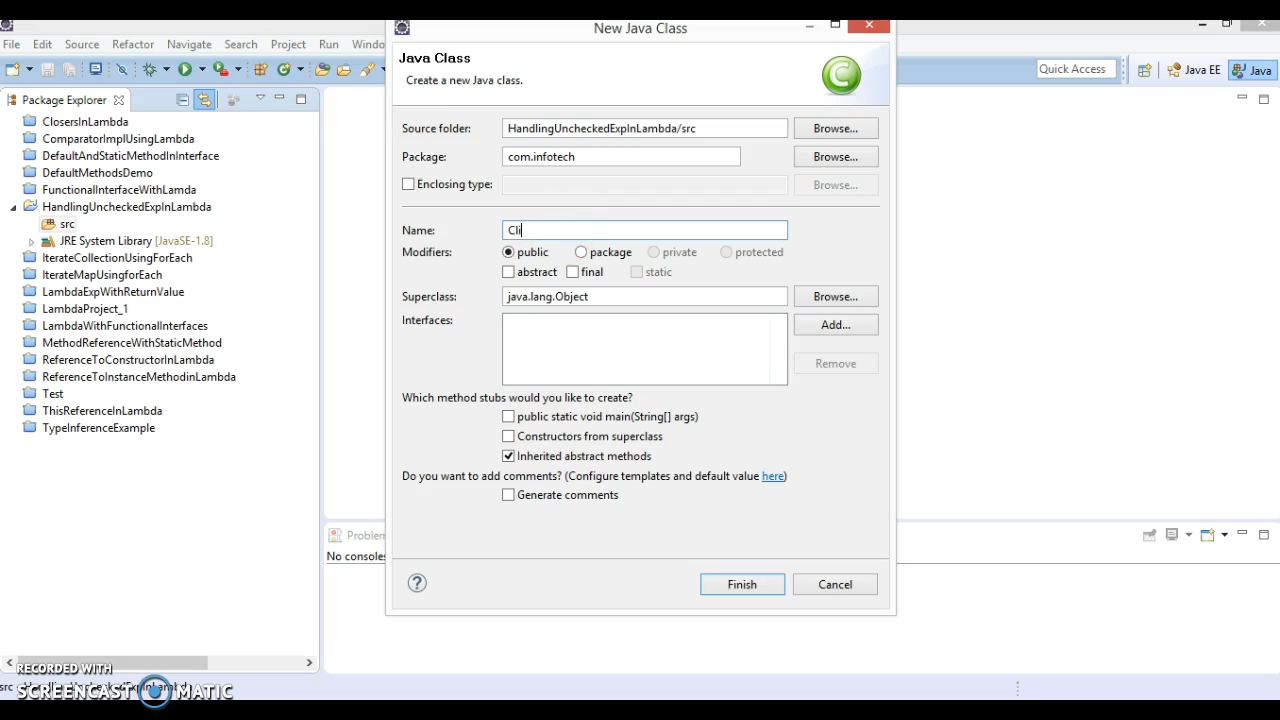 New Java Class
File Edit Source Refactor Navigate Search Project Run Windo
Quick Access
Java EE
Java
Package Explorer
ClosersInLambda
ComparatorImplUsingLambda
DefaultAndStaticMethodInInterface
DefaultMethodsDemo
FunctionalInterfaceWithLamda
HandlingUncheckedExpInLambda
src
JRE System Library [JavaSE-1.8]
IterateCollectionUsingForEach
IterateMapUsingforEach
LambdaExpWithReturnValue
LambdaProject_1
LambdaWithFunctionalInterfaces
MethodReferenceWithStaticMethod
ReferenceToConstructorInLambda
ReferenceToInstanceMethodinLambda
Test
ThisReferenceInLambda
TypeInferenceExample
Java Class
Create a new Java class.
C
Source folder: HandlingUncheckedExpInLambda/src Browse...
Package: com.infotech Browse...
Enclosing type: Browse...
Name: Cli
Modifiers: public package private protected
abstract final static
Superclass: java.lang.Object Browse...
Interfaces: Add...
Remove
Which method stubs would you like to create?
public static void main(String[] args)
Constructors from superclass
Inherited abstract methods
Do you want to add comments? (Configure templates and default value here)
Generate comments
? Finish Cancel
Problem
No consoles
RECORDED WITH
SCREENCAST MATIC
src